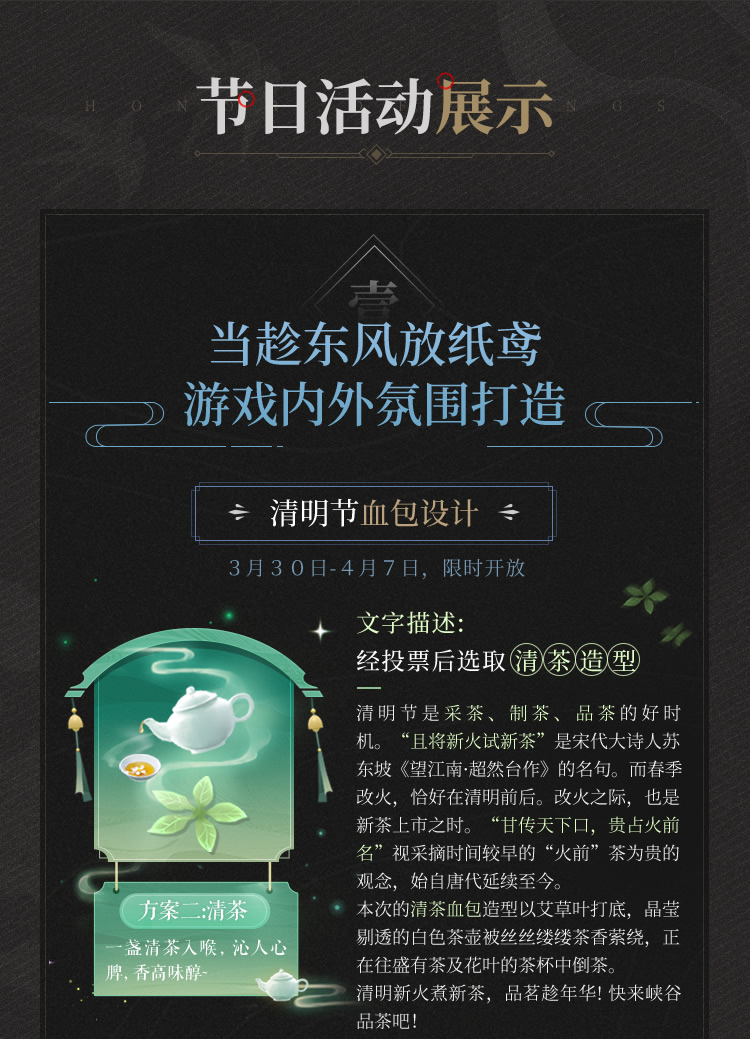 节日活动展示
HON NGS
壹
当趁东风放纸鸢
游戏内外氛围打造
清明节血包设计
3月30日-4月7日，限时开放
文字描述:
经投票后选取清茶造型
清明节是采茶、制茶、品茶的好时
机。“且将新火试新茶”是宋代大诗人苏
东坡《望江南·超然台作》的名句。而春季
改火，恰好在清明前后。改火之际，也是
新茶上市之时。“甘传天下口，贵占火前
名”视采摘时间较早的“火前”茶为贵的
观念，始自唐代延续至今。
本次的清茶血包造型以艾草叶打底，晶莹
剔透的白色茶壶被丝丝缕缕茶香萦绕，正
在往盛有茶及花叶的茶杯中倒茶。
清明新火煮新茶，品茗趁年华! 快来峡谷
品茶吧!
方案二:清茶
一盏清茶入喉，沁人心
脾，香高味醇-